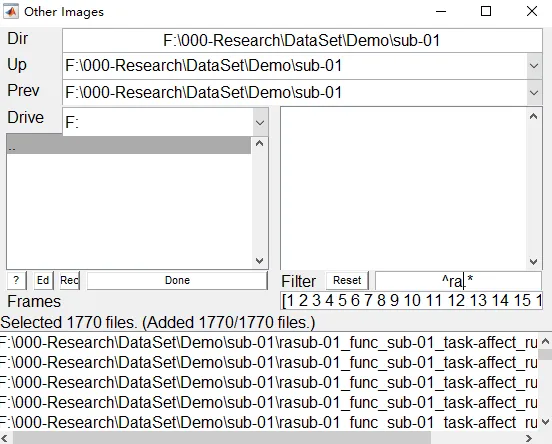 Other Images
Dir F:\000-Research\DataSet\Demo\sub-01
Up F:\000-Research\DataSet\Demo\sub-01
Prev F:\000-Research\DataSet\Demo\sub-01
Drive F:
..
? Ed Rec Done Filter Reset ^ra.*
Frames [1 2 3 4 5 6 7 8 9 10 11 12 13 14 15 1
Selected 1770 files. (Added 1770/1770 files.)
F:\000-Research\DataSet\Demo\sub-01\rasub-01_func_sub-01_task-affect_ru
F:\000-Research\DataSet\Demo\sub-01\rasub-01_func_sub-01_task-affect_ru
F:\000-Research\DataSet\Demo\sub-01\rasub-01_func_sub-01_task-affect_ru
F:\000-Research\DataSet\Demo\sub-01\rasub-01_func_sub-01_task-affect_ru
F:\000-Research\DataSet\Demo\sub-01\rasub-01_func_sub-01_task-affect_ru